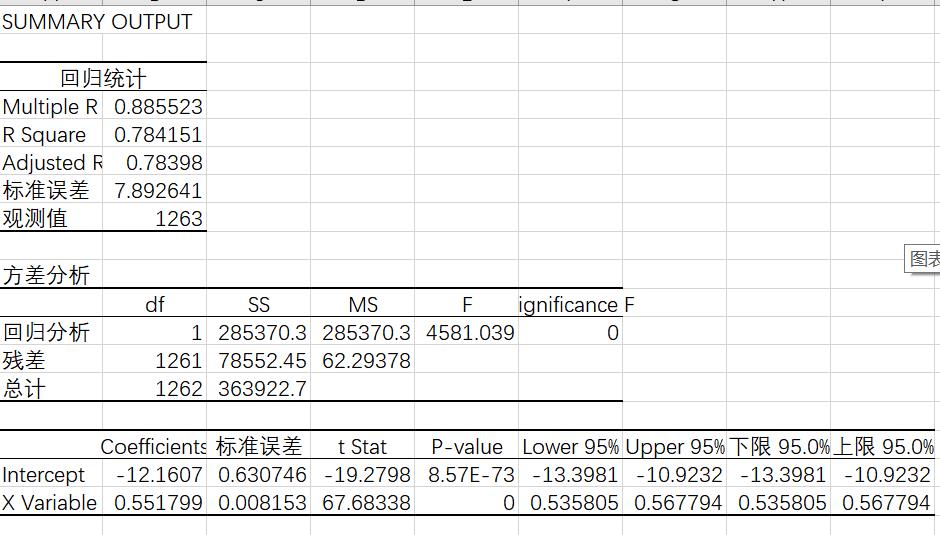 SUMMARY OUTPUT
回归统计
Multiple R 0.885523
R Square 0.784151
Adjusted R 0.78398
标准误差 7.892641
观测值 1263
图表
方差分析
df SS MS F ignificance F
回归分析 1 285370.3 285370.3 4581.039 0
残差 1261 78552.45 62.29378
总计 1262 363922.7
Coefficients 标准误差 t Stat P-value Lower 95% Upper 95% 下限 95.0% 上限 95.0%
Intercept -12.1607 0.630746 -19.2798 8.57E-73 -13.3981 -10.9232 -13.3981 -10.9232
X Variable 0.551799 0.008153 67.68338 0 0.535805 0.567794 0.535805 0.567794